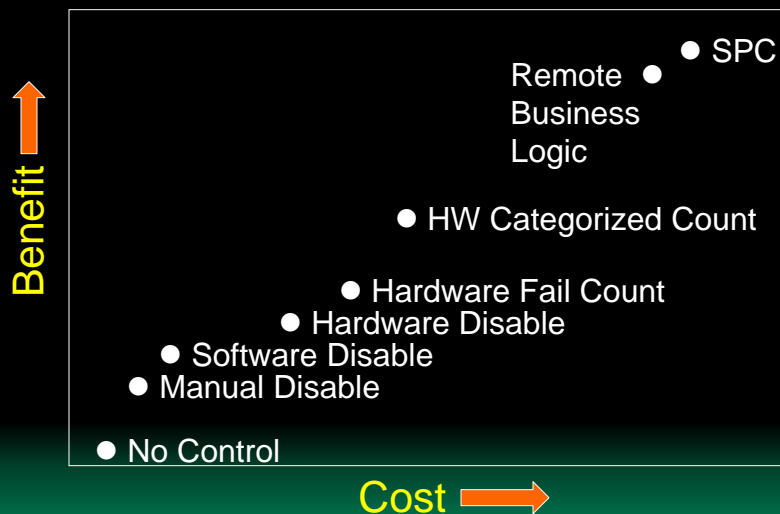 SPC
Remote
Business
Logic
HW Categorized Count
Hardware Fail Count
Hardware Disable
Software Disable
Manual Disable
No Control
Benefit
Cost